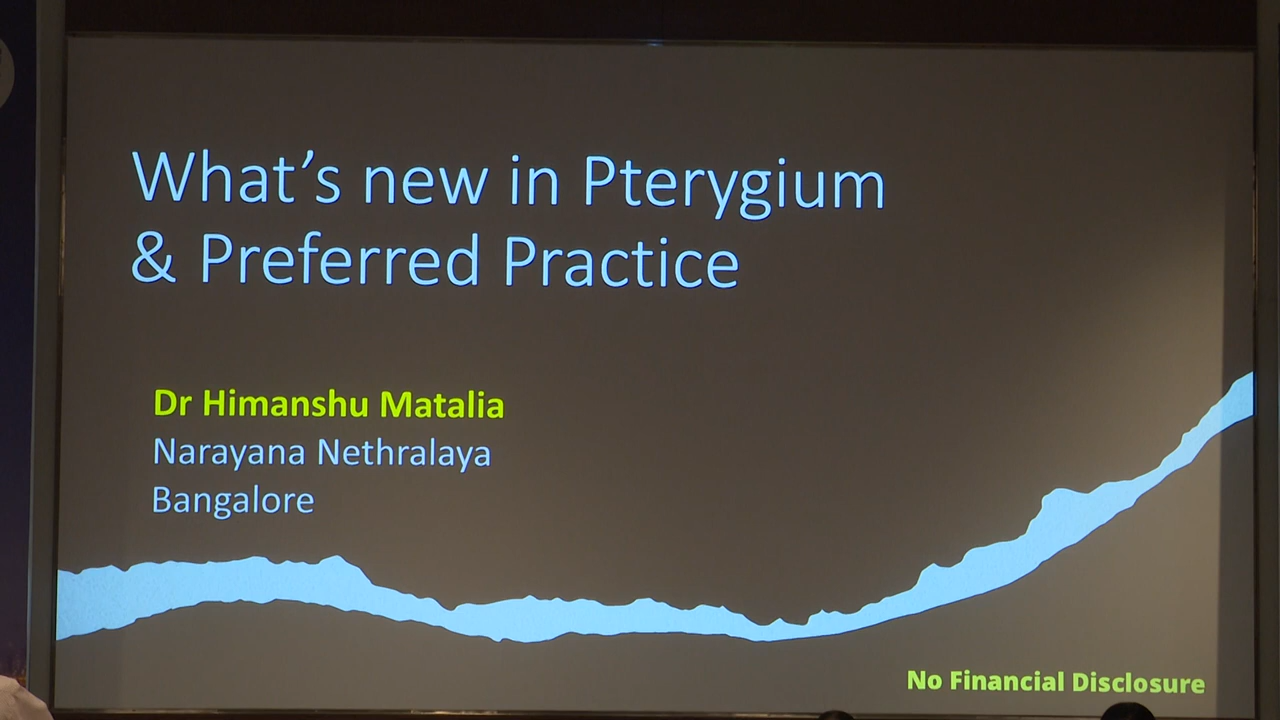 What's new in Pterygium
& Preferred Practice
Dr Himanshu Matalia
Narayana Nethralaya
Bangalore
No Financial Disclosure